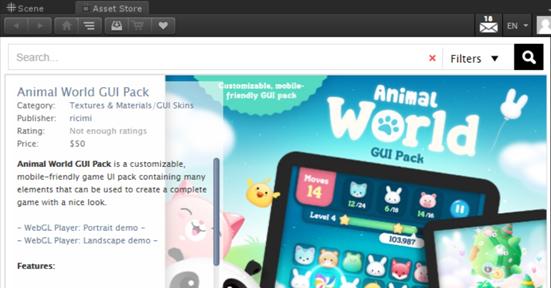 Scene
Asset Store
18
EN
Search...
Filters
Animal World GUI Pack
Category: Textures & Materials/GUI Skins
Publisher: ricimi
Rating: Not enough ratings
Price: $50
Animal World GUI Pack is a customizable,
mobile-friendly game UI pack containing many
elements that can be used to create a complete
game with a nice look.
– WebGL Player: Portrait demo –
– WebGL Player: Landscape demo –
Features:
Customizable, mobile-
friendly GUI pack
Animal
World
GUI Pack
Moves
14
12/24
6/16
14/16
Level 4
103.987